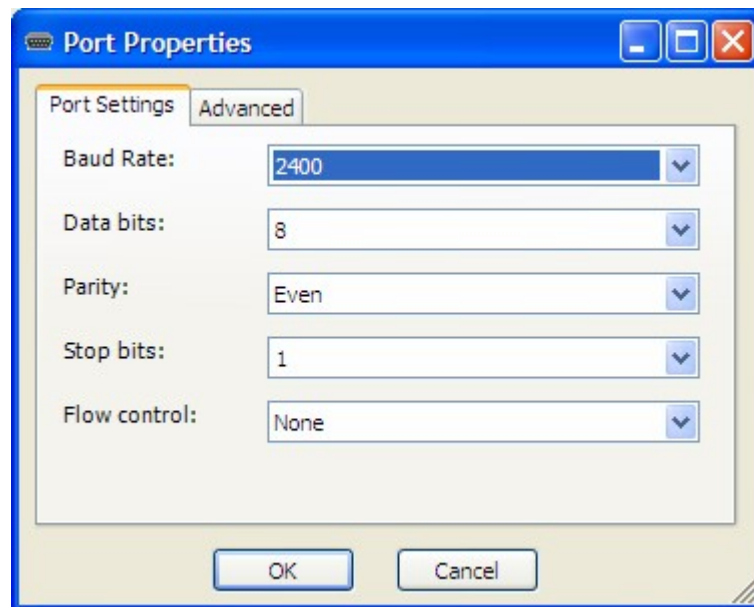 Port Properties
Port Settings Advanced
Baud Rate: 2400
Data bits: 8
Parity: Even
Stop bits: 1
Flow control: None
OK Cancel